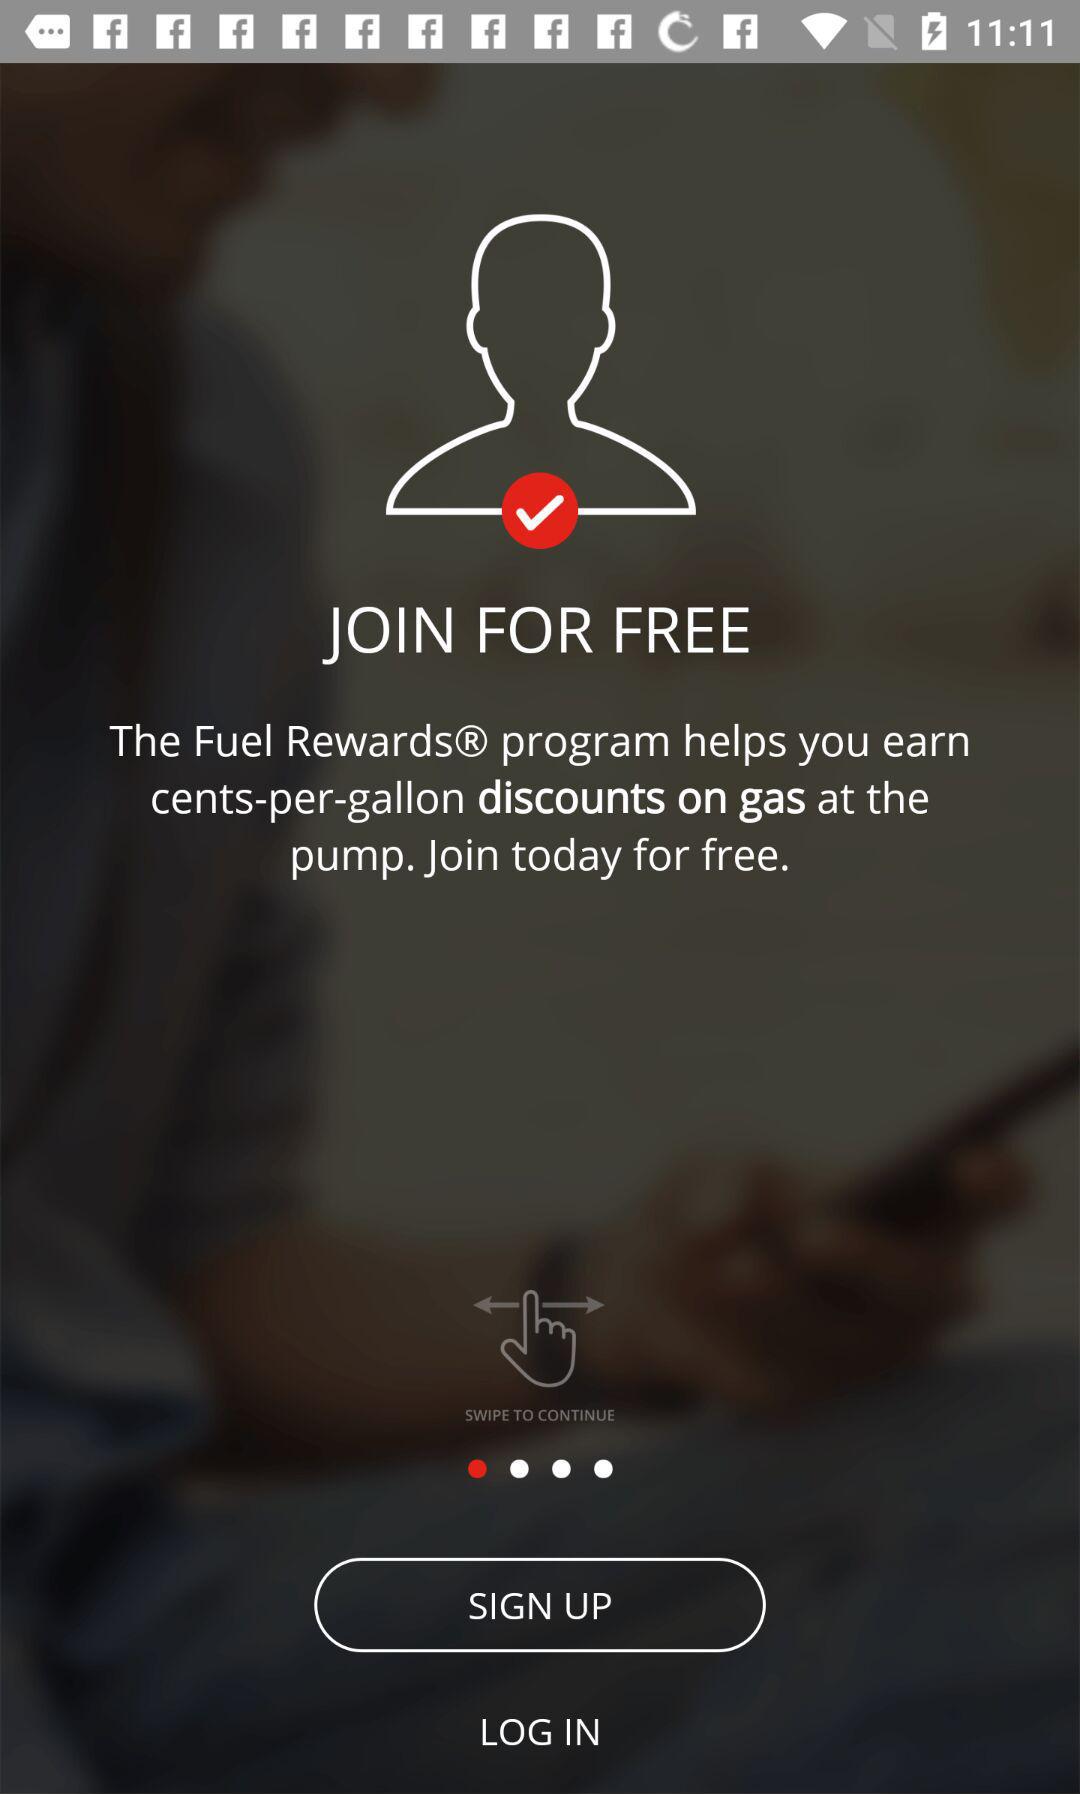 11:11
JOIN FOR FREE
The Fuel Rewards® program helps you earn
cents-per-gallon discounts on gas at the
pump. Join today for free.
SWIPE TO CONTINUE
SIGN UP
LOG IN